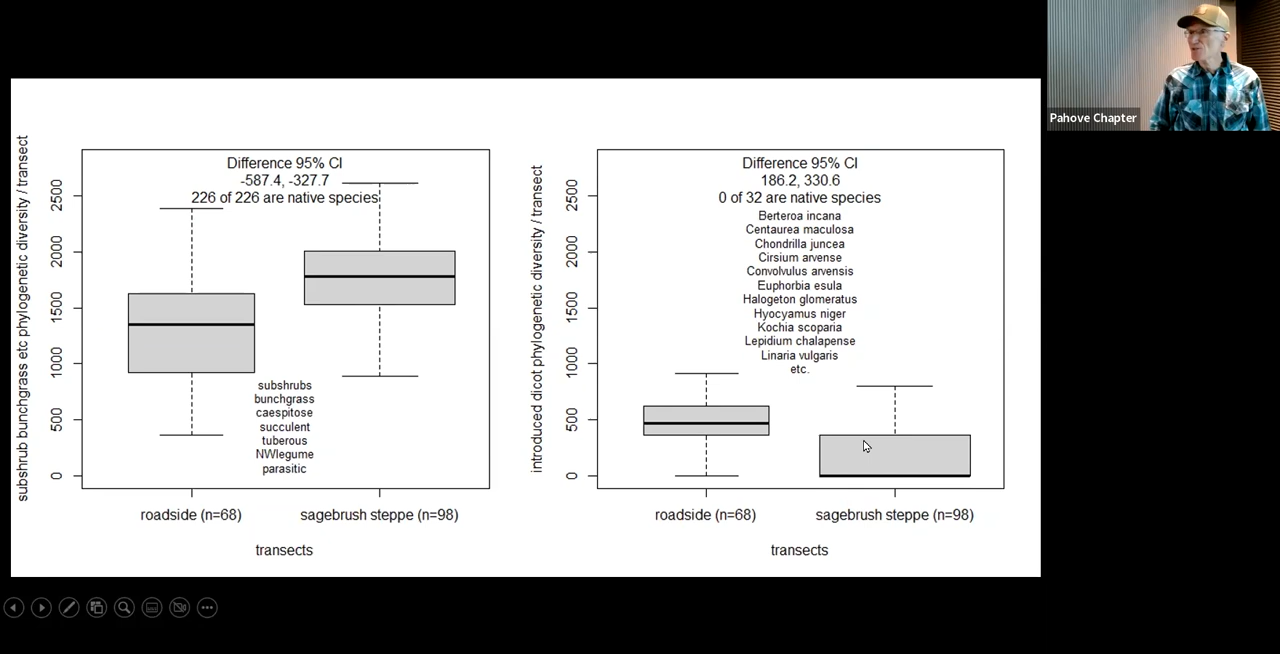 Pahove Chapter
subshrub bunchgrass etc phylogenetic diversity / transect
Difference 95% CI
-587.4, -327.7
226 of 226 are native species
2500
2000
1500
1000
500
0
subshrubs
bunchgrass
caespitose
succulent
tuberous
NWlegume
parasitic
roadside (n=68)
sagebrush steppe (n=98)
transects
introduced dicot phylogenetic diversity / transect
Difference 95% CI
186.2, 330.6
0 of 32 are native species
Berteroa incana
Centaurea maculosa
Chondrilla juncea
Cirsium arvense
Convolvulus arvensis
Euphorbia esula
Halogeton glomeratus
Hyocyamus niger
Kochia scoparia
Lepidium chalapense
Linaria vulgaris
etc.
2500
2000
1500
1000
500
0
roadside (n=68)
sagebrush steppe (n=98)
transects